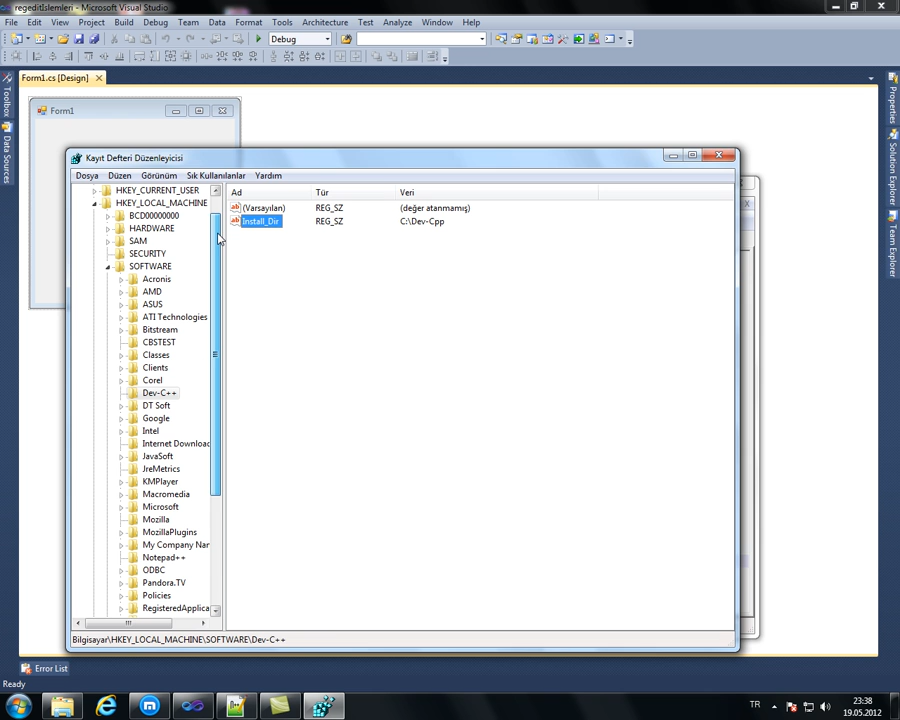 regeditIslemleri - Microsoft Visual Studio
File Edit View Project Build Debug Team Data Format Tools Architecture Test Analyze Window Help
Debug
Form1.cs [Design]
Toolbox
Data Sources
Properties
Solution Explorer
Team Explorer
Form1
Kayıt Defteri Düzenleyicisi
Dosya Düzen Görünüm Sık Kullanılanlar Yardım
Ad Tür Veri
(Varsayılan) REG_SZ (değer atanmamış)
Install_Dir REG_SZ C:\Dev-Cpp
HKEY_CURRENT_USER
HKEY_LOCAL_MACHINE
BCD00000000
HARDWARE
SAM
SECURITY
SOFTWARE
Acronis
AMD
ASUS
ATI Technologies
Bitstream
CBSTEST
Classes
Clients
Corel
Dev-C++
DT Soft
Google
Intel
Internet Downloac
JavaSoft
JreMetrics
KMPlayer
Macromedia
Microsoft
Mozilla
MozillaPlugins
My Company Nar
Notepad++
ODBC
Pandora.TV
Policies
RegisteredApplica
Bilgisayar\HKEY_LOCAL_MACHINE\SOFTWARE\Dev-C++
Error List
Ready
TR
23:38
19.05.2012